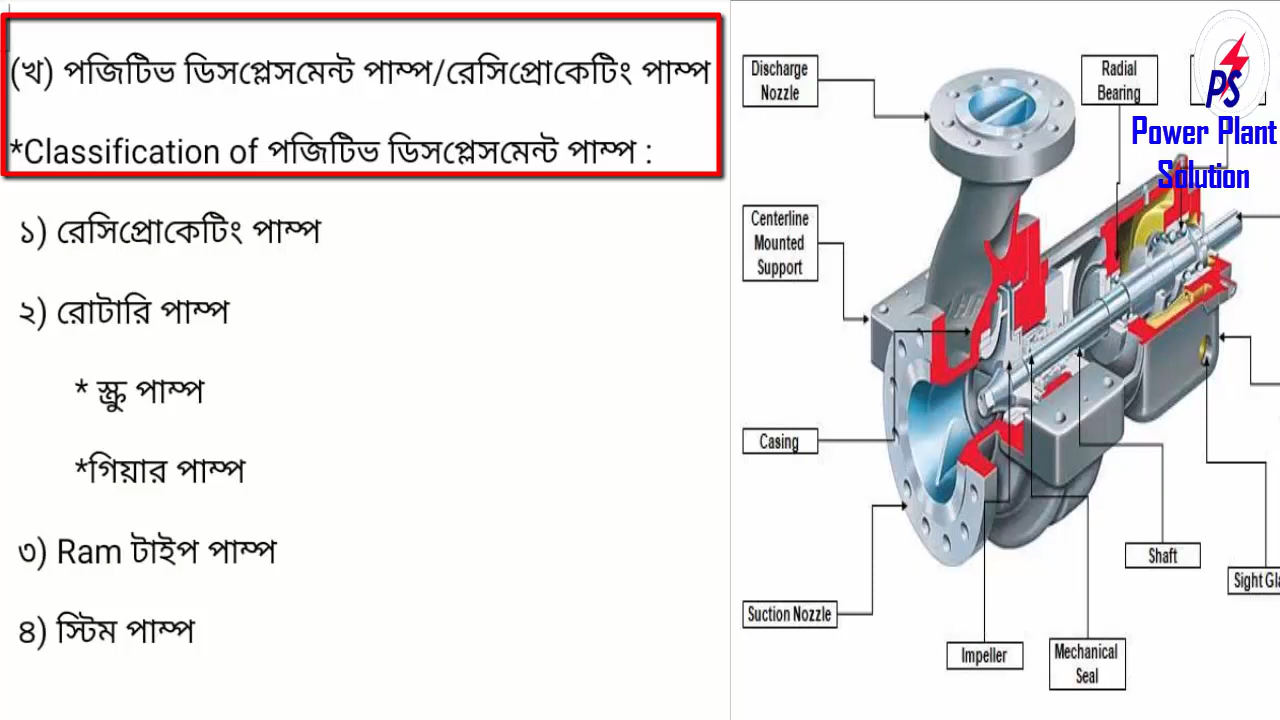 (খ) পজিটিভ ডিসপ্লেসমেন্ট পাম্প/রেসিপ্রোকেটিং পাম্প
*Classification of পজিটিভ ডিসপ্লেসমেন্ট পাম্প :
১) রেসিপ্রোকেটিং পাম্প
২) রোটারি পাম্প
* স্ক্রু পাম্প
*গিয়ার পাম্প
৩) Ram টাইপ পাম্প
৪) স্টিম পাম্প
Discharge
Nozzle
Radial
Bearing
PS
Power Plant
Solution
Centerline
Mounted
Support
Casing
Shaft
Sight
Suction Nozzle
Impeller
Mechanical
Seal